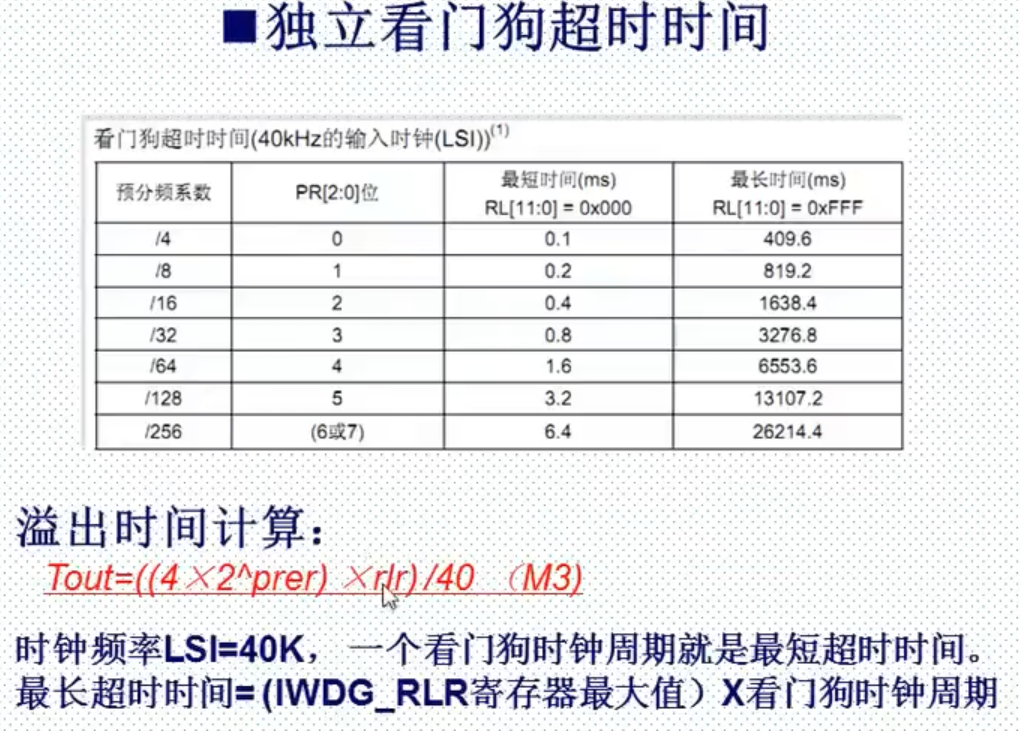 ■独立看门狗超时时间
看门狗超时时间(40kHz的输入时钟(LSI))(1)
预分频系数 PR[2:0]位 最短时间(ms) RL[11:0] = 0x000 最长时间(ms) RL[11:0] = 0xFFF
/4 0 0.1 409.6
/8 1 0.2 819.2
/16 2 0.4 1638.4
/32 3 0.8 3276.8
/64 4 1.6 6553.6
/128 5 3.2 13107.2
/256 (6或7) 6.4 26214.4
溢出时间计算：
Tout=((4×2^prer) ×rlr) /40 （M3)
时钟频率LSI=40K， 一个看门狗时钟周期就是最短超时时间。
最长超时时间= (IWDG_RLR寄存器最大值）X看门狗时钟周期